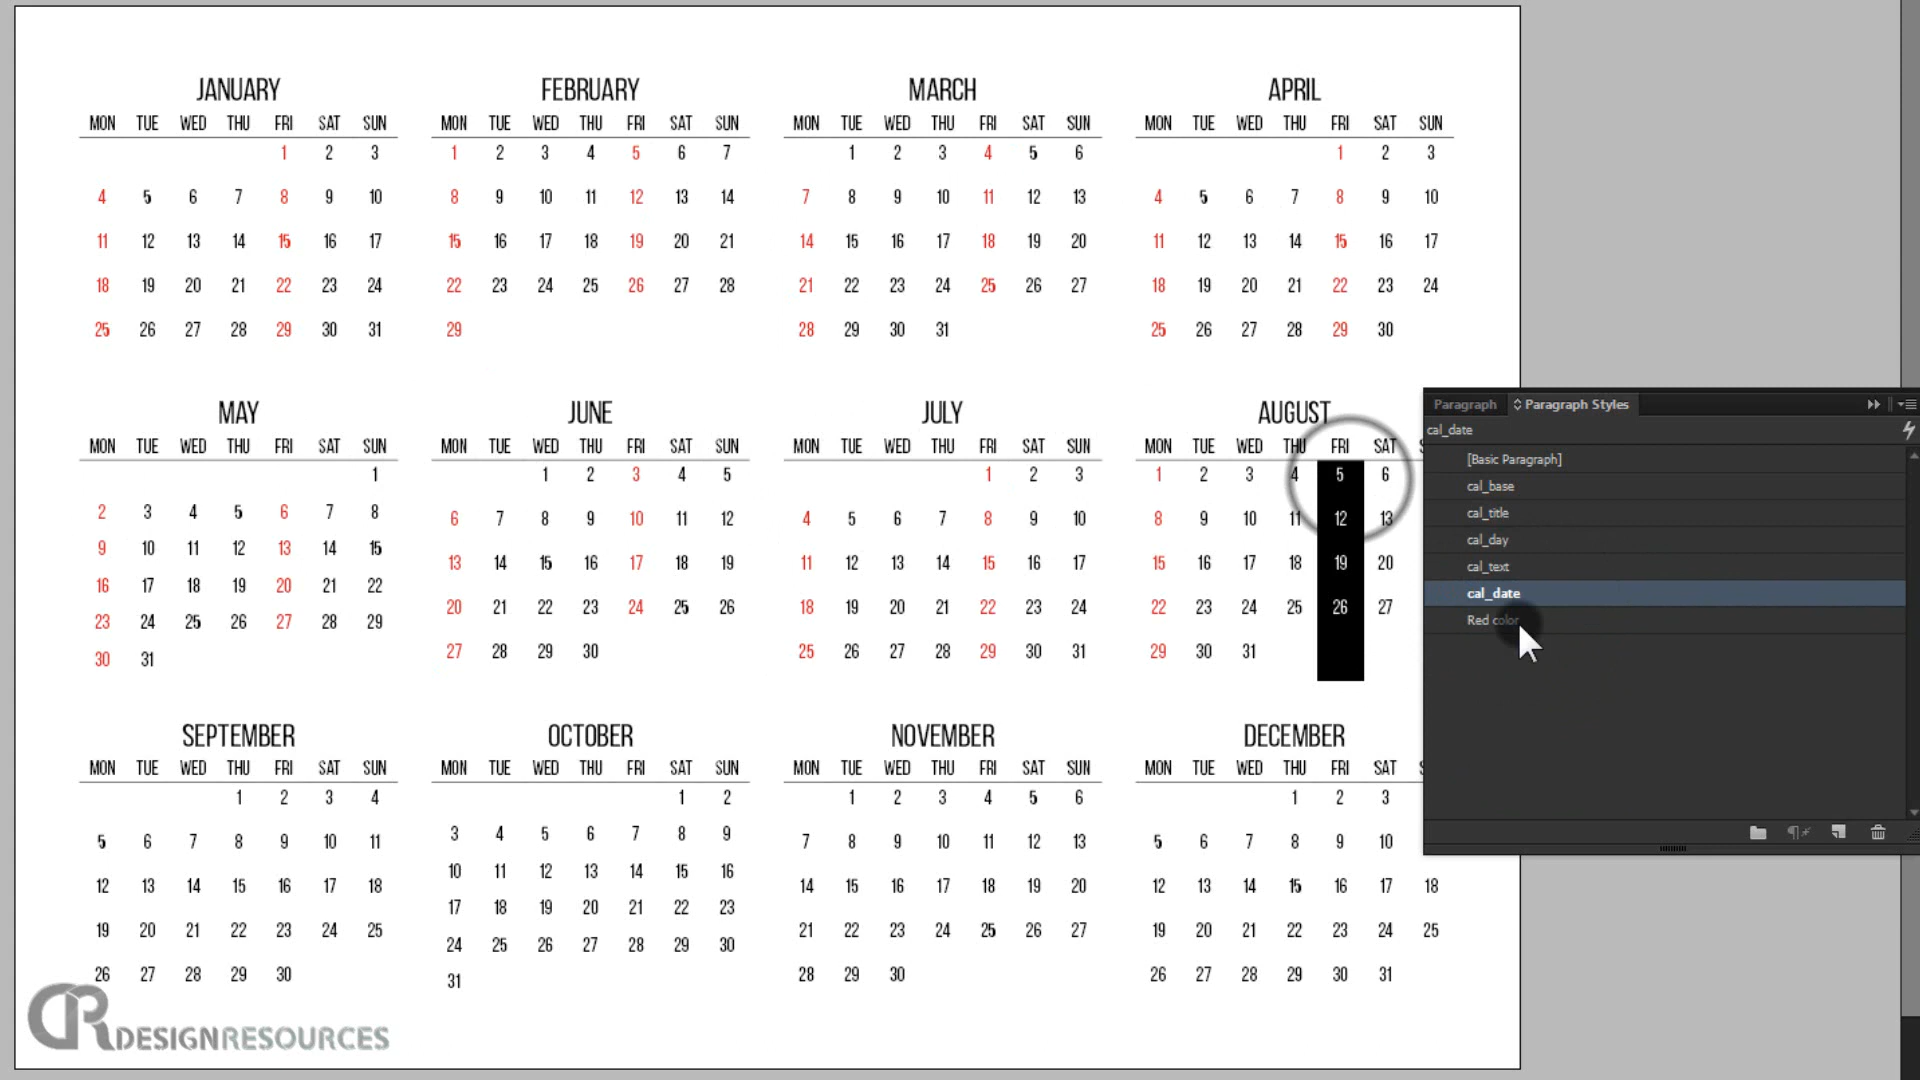 JANUARY
MON TUE WED THU FRI SAT SUN
1 2 3
4 5 6 7 8 9 10
11 12 13 14 15 16 17
18 19 20 21 22 23 24
25 26 27 28 29 30 31
FEBRUARY
MON TUE WED THU FRI SAT SUN
1 2 3 4 5 6 7
8 9 10 11 12 13 14
15 16 17 18 19 20 21
22 23 24 25 26 27 28
29
MARCH
MON TUE WED THU FRI SAT SUN
1 2 3 4 5 6
7 8 9 10 11 12 13
14 15 16 17 18 19 20
21 22 23 24 25 26 27
28 29 30 31
APRIL
MON TUE WED THU FRI SAT SUN
1 2 3
4 5 6 7 8 9 10
11 12 13 14 15 16 17
18 19 20 21 22 23 24
25 26 27 28 29 30
MAY
MON TUE WED THU FRI SAT SUN
1
2 3 4 5 6 7 8
9 10 11 12 13 14 15
16 17 18 19 20 21 22
23 24 25 26 27 28 29
30 31
JUNE
MON TUE WED THU FRI SAT SUN
1 2 3 4 5
6 7 8 9 10 11 12
13 14 15 16 17 18 19
20 21 22 23 24 25 26
27 28 29 30
JULY
MON TUE WED THU FRI SAT SUN
1 2 3
4 5 6 7 8 9 10
11 12 13 14 15 16 17
18 19 20 21 22 23 24
25 26 27 28 29 30 31
AUGUST
MON TUE WED THU FRI SAT
1 2 3 4 5 6
8 9 10 11 12 13
15 16 17 18 19 20
22 23 24 25 26 27
29 30 31
SEPTEMBER
MON TUE WED THU FRI SAT SUN
1 2 3 4
5 6 7 8 9 10 11
12 13 14 15 16 17 18
19 20 21 22 23 24 25
26 27 28 29 30
OCTOBER
MON TUE WED THU FRI SAT SUN
1 2
3 4 5 6 7 8 9
10 11 12 13 14 15 16
17 18 19 20 21 22 23
24 25 26 27 28 29 30
31
NOVEMBER
MON TUE WED THU FRI SAT SUN
1 2 3 4 5 6
7 8 9 10 11 12 13
14 15 16 17 18 19 20
21 22 23 24 25 26 27
28 29 30
DECEMBER
MON TUE WED THU FRI SAT
1 2 3
5 6 7 8 9 10
12 13 14 15 16 17 18
19 20 21 22 23 24 25
26 27 28 29 30 31
Paragraph Paragraph Styles
cal_date
[Basic Paragraph]
cal_base
cal_title
cal_day
cal_text
cal_date
Red color
DR DESIGNRESOURCES